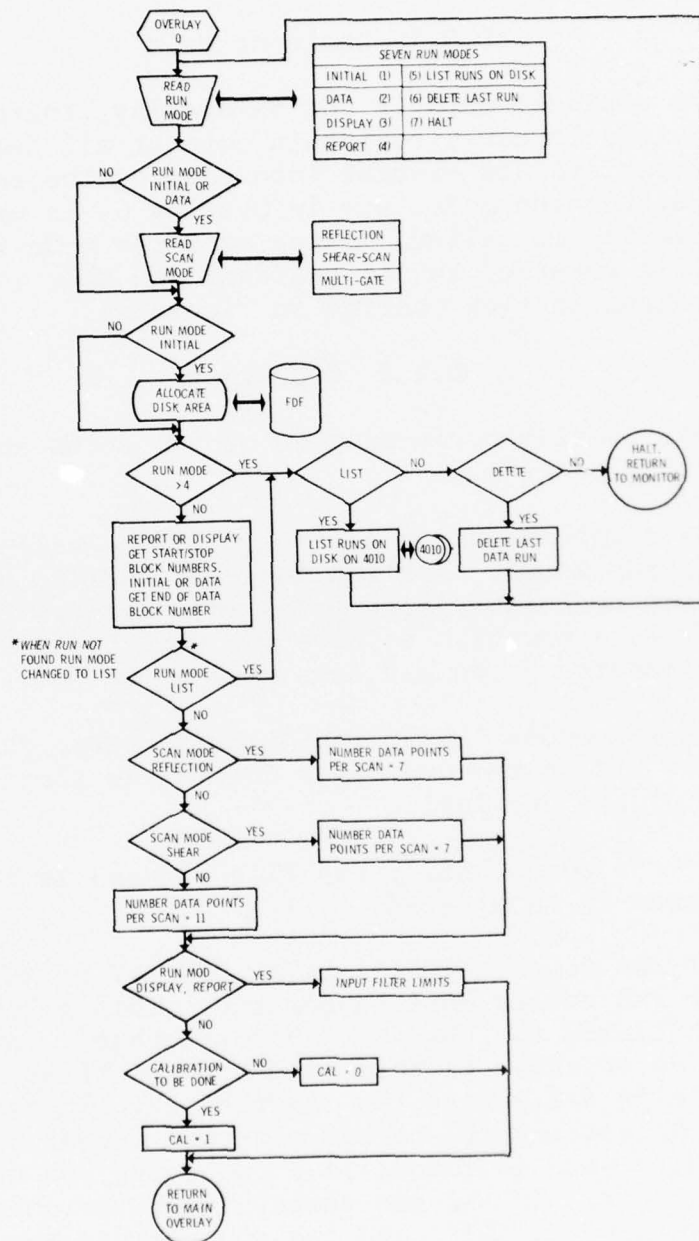 OVERLAY
0
READ
RUN
MODE
SEVEN RUN MODES
INITIAL (1) (5) LIST RUNS ON DISK
DATA (2) (6) DELETE LAST RUN
DISPLAY (3) (7) HALT
REPORT (4)
NO
RUN MODE
INITIAL OR
DATA
YES
READ
SCAN
MODE
REFLECTION
SHEAR-SCAN
MULTI-GATE
NO
RUN MODE
INITIAL
YES
ALLOCATE
DISK AREA
FDF
RUN MODE
>4
YES
LIST
NO
DETETE
NO
HALT,
RETURN
TO MONITOR
NO
YES
YES
REPORT OR DISPLAY
GET START/STOP
BLOCK NUMBERS.
INITIAL OR DATA
GET END OF DATA
BLOCK NUMBER
LIST RUNS ON
DISK ON 4010
4010
DELETE LAST
DATA RUN
*WHEN RUN NOT
FOUND RUN MODE
CHANGED TO LIST
*
RUN MODE
LIST
YES
NO
SCAN MODE
REFLECTION
YES
NUMBER DATA POINTS
PER SCAN = 7
NO
SCAN MODE
SHEAR
YES
NUMBER DATA
POINTS PER SCAN = 7
NO
NUMBER DATA POINTS
PER SCAN = 11
RUN MOD
DISPLAY, REPORT
YES
INPUT FILTER LIMITS
NO
CALIBRATION
TO BE DONE
NO
CAL = 0
YES
CAL = 1
RETURN
TO MAIN
OVERLAY